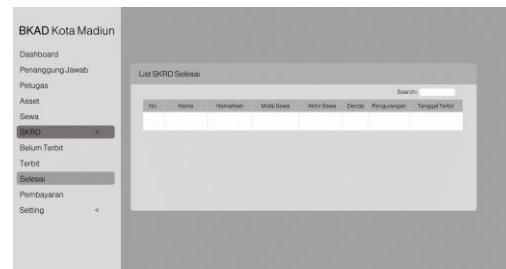 BKAD Kota Madiun
Dashboard
Penanggung Jawab
Petugas
Asset
Sewa
SKRD <
Belum Terbit
Terbit
Selesai
Pembayaran
Setting <
List SKRD Selesai
Search:
No. Nama NamaAset Mulai Sewa Akhir Sewa Denda Pengurangan Tanggal Terbit